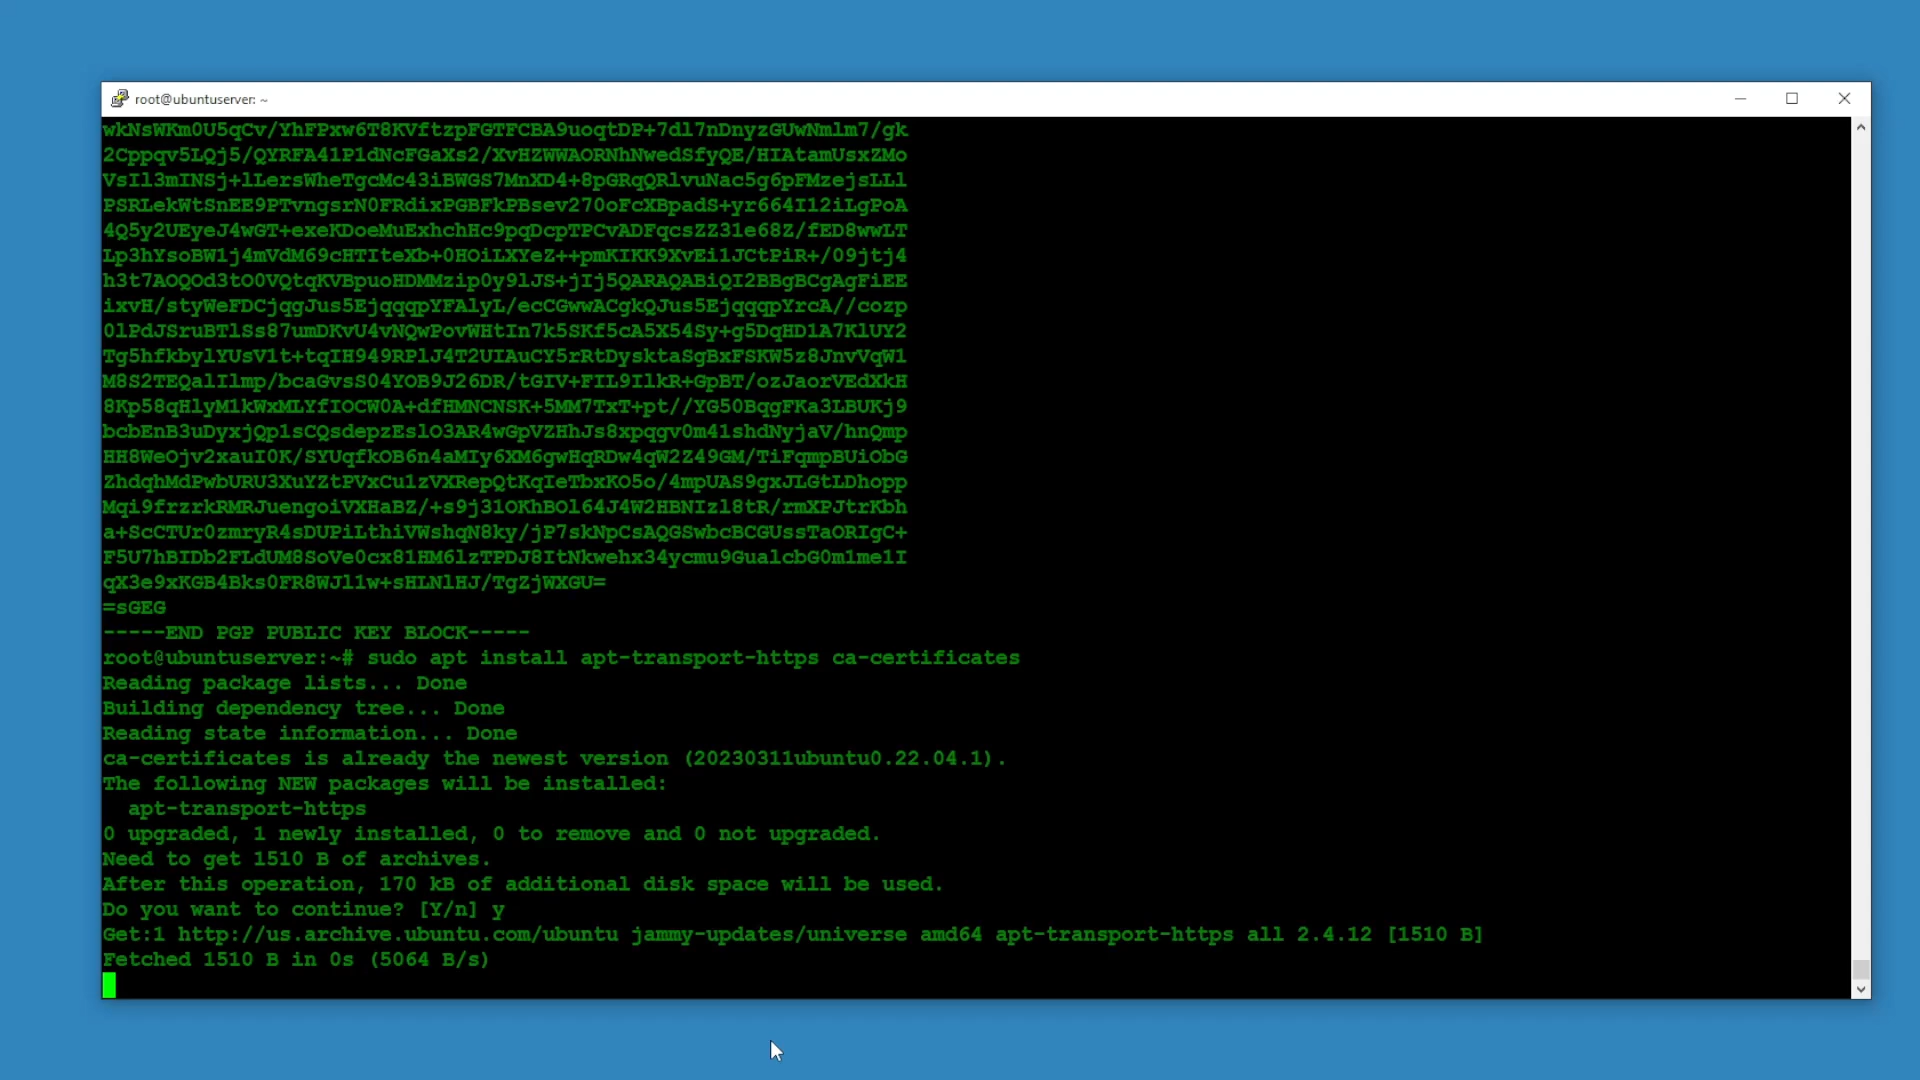 root@ubuntuserver: ~
wkNsWKm0U5qCv/YhFPxw6T8KVftzpFGTFCBA9uoqtDP+7dl7nDnyzGUwNmlm7/gk
2Cppqv5LQj5/QYRFA41P1dNcFGaXs2/XvHZWWAORNhNwedSfyQE/HIAtamUsxZMo
VsIl3mINSj+lLersWheTgcMc43iBWGS7MnXD4+8pGRqQRlvuNac5g6pFMzejsLLl
PSRLekWtSnEE9PTvngsrN0FRdixPGBFkPBsev270oFcXBpadS+yr664I12iLgPoA
4Q5y2UEyeJ4wGT+exeKDoeMuExhchHc9pqDcpTPCvADFqcsZZ31e68Z/fED8wwLT
Lp3hYsoBW1j4mVdM69cHTIteXb+0HOiLXYeZ++pmKIKK9XvEi1JCtPiR+/09jtj4
h3t7AOQOd3tO0VQtqKVBpuoHDMMzip0y9lJS+jIj5QARAQABiQI2BBgBCgAgFiEE
ixvH/styWeFDCjqgJus5EjqqqpYFAlyL/ecCGwwACgkQJus5EjqqqpYrcA//cozp
0lPdJSruBTlSs87umDKvU4vNQwPovWHtIn7k5SKf5cA5X54Sy+g5DqHD1A7KlUY2
Tg5hfkbylYUsV1t+tqIH949RPlJ4T2UIAuCY5rRtDysktaSgBxFSKW5z8JnvVqW1
M8S2TEQalIlmp/bcaGvsS04YOB9J26DR/tGIV+FIL9IlkR+GpBT/ozJaorVEdXkH
8Kp58qHlyM1kWxMLYfIOCW0A+dfHMNCNSK+5MM7TxT+pt//YG50BqgFKa3LBUKj9
bcbEnB3uDyxjQp1sCQsdepzEslO3AR4wGpVZHhJs8xpqgv0m41shdNyjaV/hnQmp
HH8WeOjv2xauI0K/SYUqfkOB6n4aMIy6XM6gwHqRDw4qW2Z49GM/TiFqmpBUiObG
ZhdqhMdPwbURU3XuYZtPVxCu1zVXRepQtKqIeTbxKO5o/4mpUAS9gxJLGtLDhopp
Mqi9frzrkRMRJuengoiVXHaBZ/+s9j31OKhBOl64J4W2HBNIzl8tR/rmXPJtrKbh
a+ScCTUr0zmryR4sDUPiLthiVWshqN8ky/jP7skNpCsAQGSwbcBCGUssTaORIgC+
F5U7hBIDb2FLdUM8SoVe0cx81HM6lzTPDJ8ItNkwehx34ycmu9GualcbG0m1me1I
qX3e9xKGB4Bks0FR8WJl1w+sHLNlHJ/TgZjWXGU=
=sGEG
-----END PGP PUBLIC KEY BLOCK-----
root@ubuntuserver:~# sudo apt install apt-transport-https ca-certificates
Reading package lists... Done
Building dependency tree... Done
Reading state information... Done
ca-certificates is already the newest version (20230311ubuntu0.22.04.1).
The following NEW packages will be installed:
  apt-transport-https
0 upgraded, 1 newly installed, 0 to remove and 0 not upgraded.
Need to get 1510 B of archives.
After this operation, 170 kB of additional disk space will be used.
Do you want to continue? [Y/n] y
Get:1 http://us.archive.ubuntu.com/ubuntu jammy-updates/universe amd64 apt-transport-https all 2.4.12 [1510 B]
Fetched 1510 B in 0s (5064 B/s)